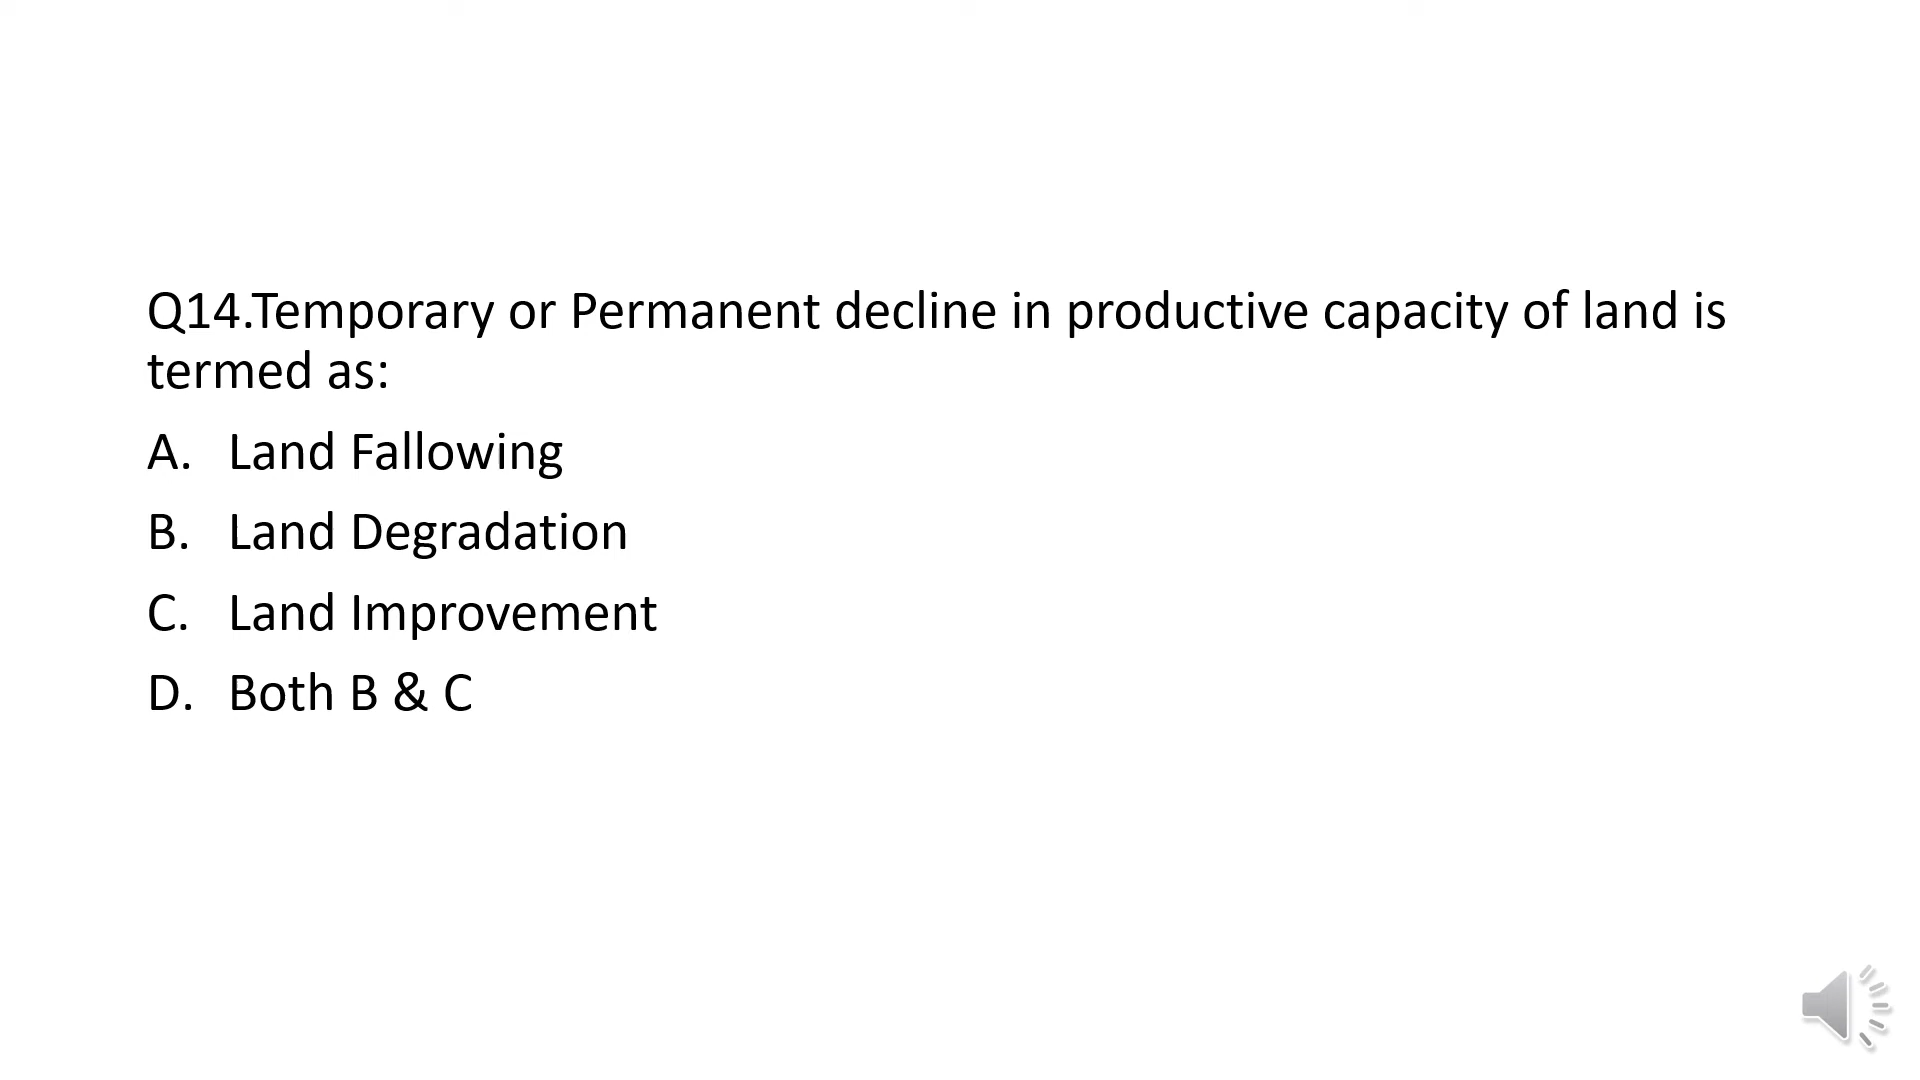 Q14.Temporary or Permanent decline in productive capacity of land is
termed as:
A. Land Fallowing
B. Land Degradation
C. Land Improvement
D. Both B & C